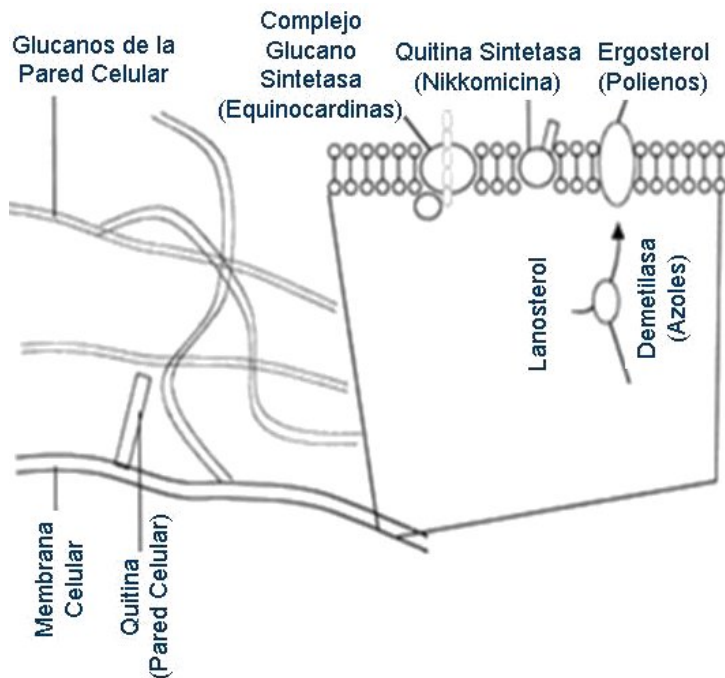 Glucanos de la
Pared Celular
Complejo
Glucano
Sintetasa
(Equinocardinas)
Quitina Sintetasa
(Nikkomicina)
Ergosterol
(Polienos)
Lanosterol
Demetilasa
(Azoles)
Membrana
Celular
Quitina
(Pared Celular)